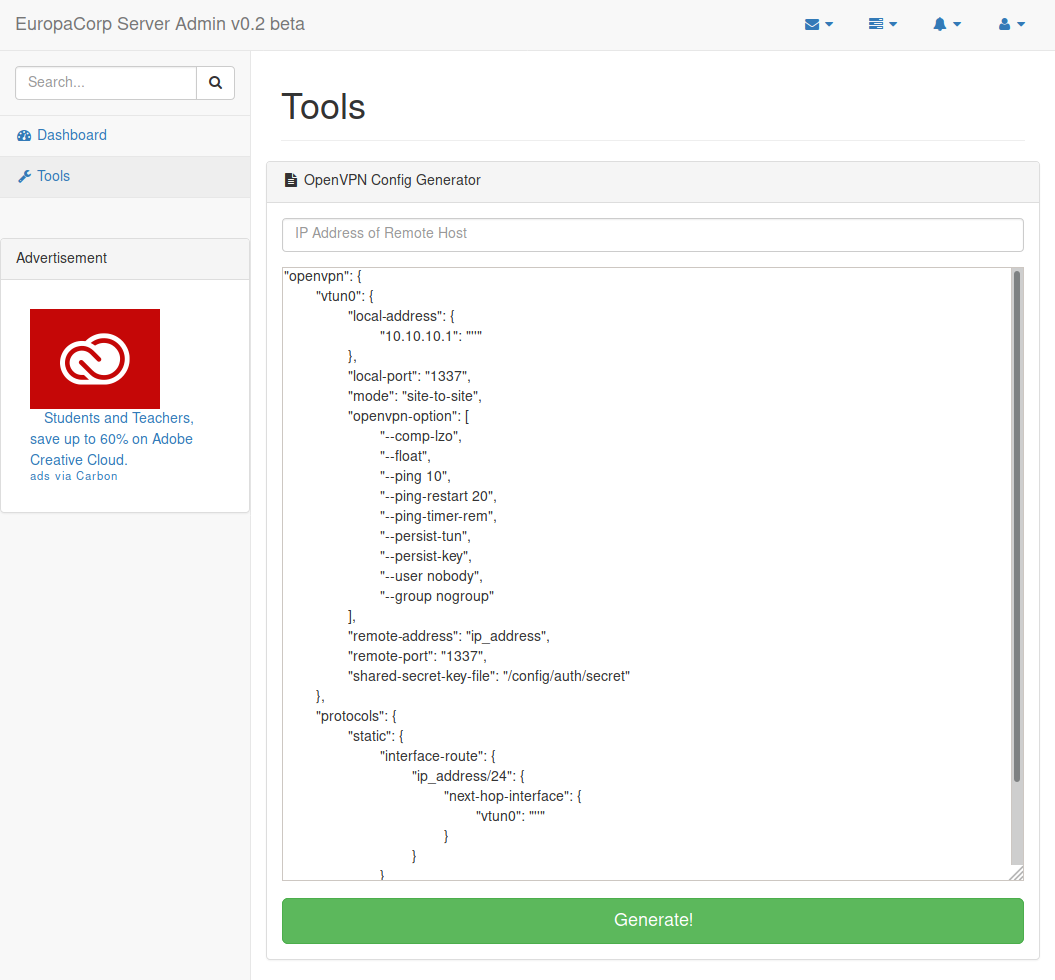 EuropaCorp Server Admin v0.2 beta
Search...
Dashboard
Tools
Advertisement
Students and Teachers,
save up to 60% on Adobe
Creative Cloud.
ads via Carbon
Tools
OpenVPN Config Generator
IP Address of Remote Host
"openvpn": {
"vtun0": {
"local-address": {
"10.10.10.1": "''"
},
"local-port": "1337",
"mode": "site-to-site",
"openvpn-option": [
"--comp-lzo",
"--float",
"--ping 10",
"--ping-restart 20",
"--ping-timer-rem",
"--persist-tun",
"--persist-key",
"--user nobody",
"--group nogroup"
],
"remote-address": "ip_address",
"remote-port": "1337",
"shared-secret-key-file": "/config/auth/secret"
},
"protocols": {
"static": {
"interface-route": {
"ip_address/24": {
"next-hop-interface": {
"vtun0": "''"
}
}
}
Generate!